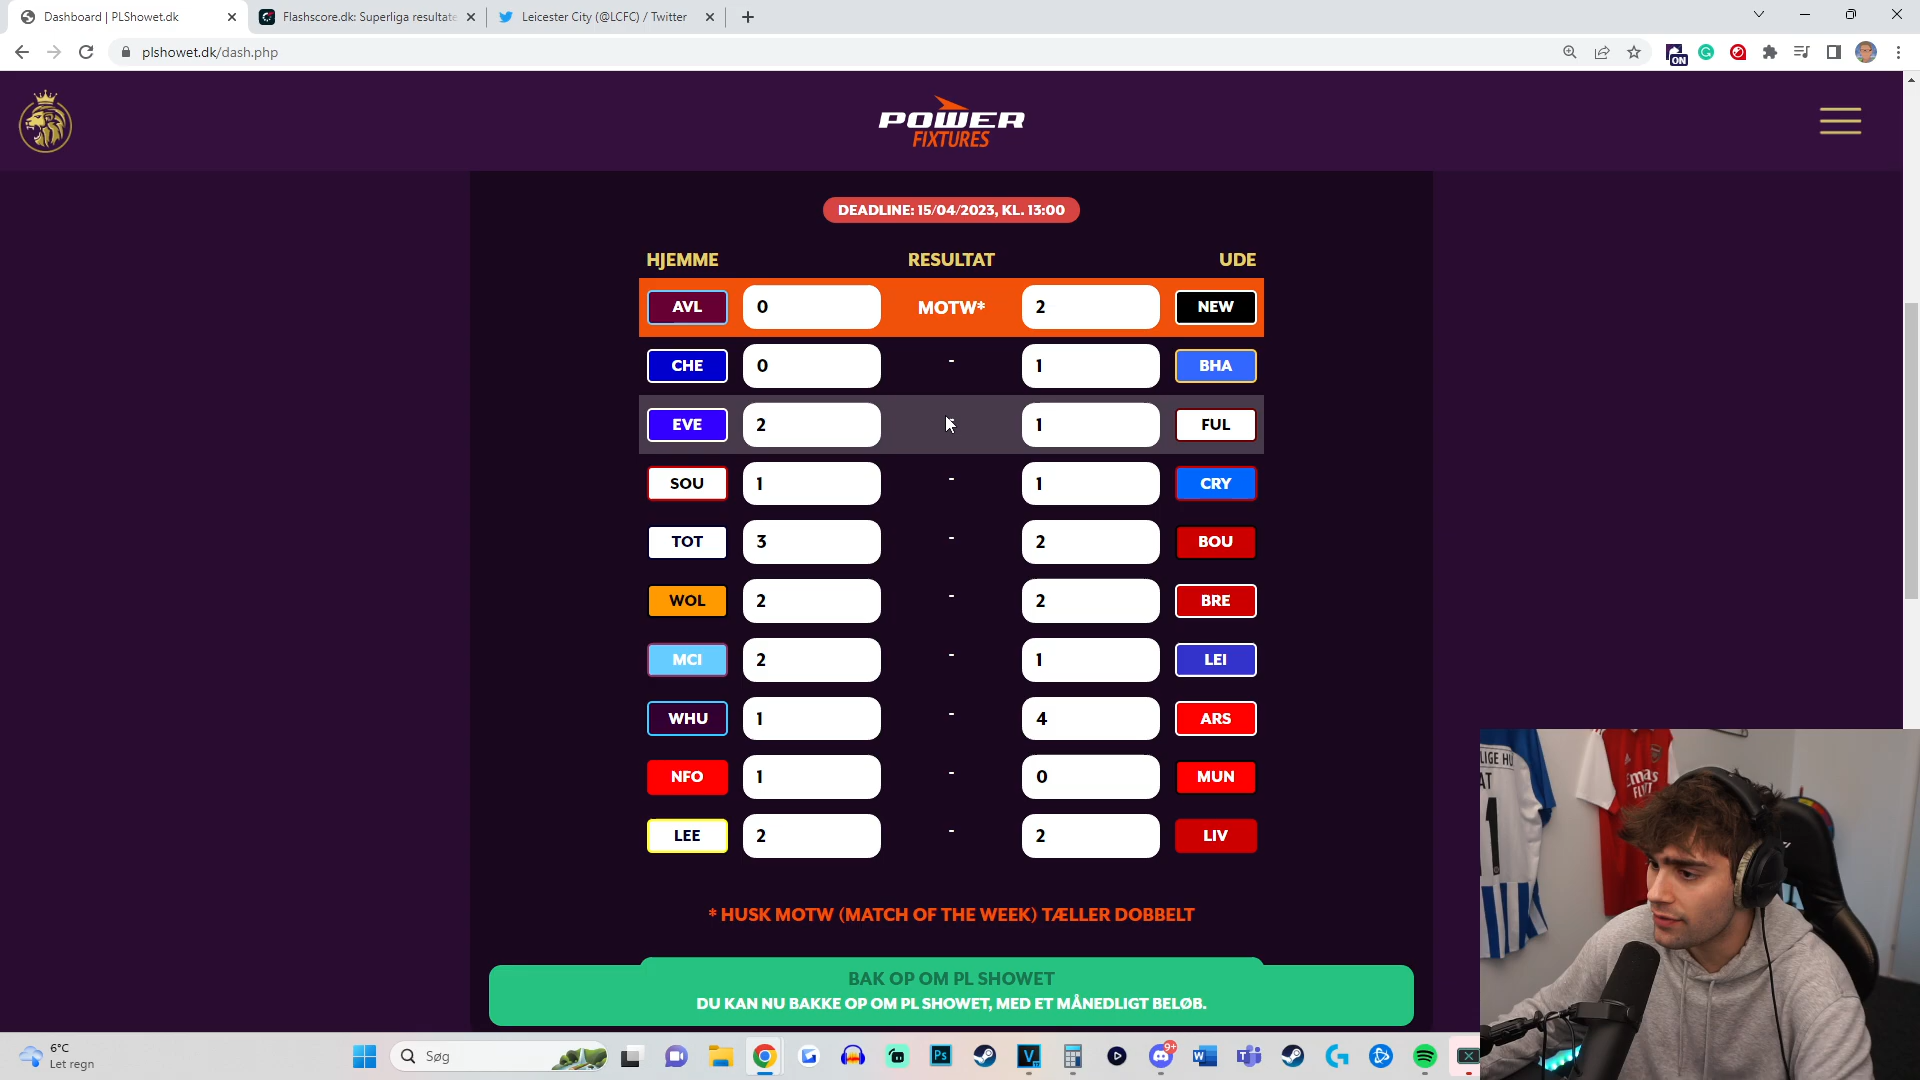 Dashboard | PLShowet.dk
Flashscore.dk: Superliga resultate
Leicester City (@LCFC) / Twitter
plshowet.dk/dash.php
ON
POWER
FIXTURES
DEADLINE: 15/04/2023, KL. 13:00
HJEMME RESULTAT UDE
AVL 0 MOTW* 2 NEW
CHE 0 - 1 BHA
EVE 2 1 FUL
SOU 1 - 1 CRY
TOT 3 - 2 BOU
WOL 2 - 2 BRE
MCI 2 - 1 LEI
WHU 1 - 4 ARS
NFO 1 - 0 MUN
LEE 2 - 2 LIV
* HUSK MOTW (MATCH OF THE WEEK) TÆLLER DOBBELT
BAK OP OM PL SHOWET
DU KAN NU BAKKE OP OM PL SHOWET, MED ET MÅNEDLIGT BELØB.
6°C
Let regn
Søg
Ps
9+